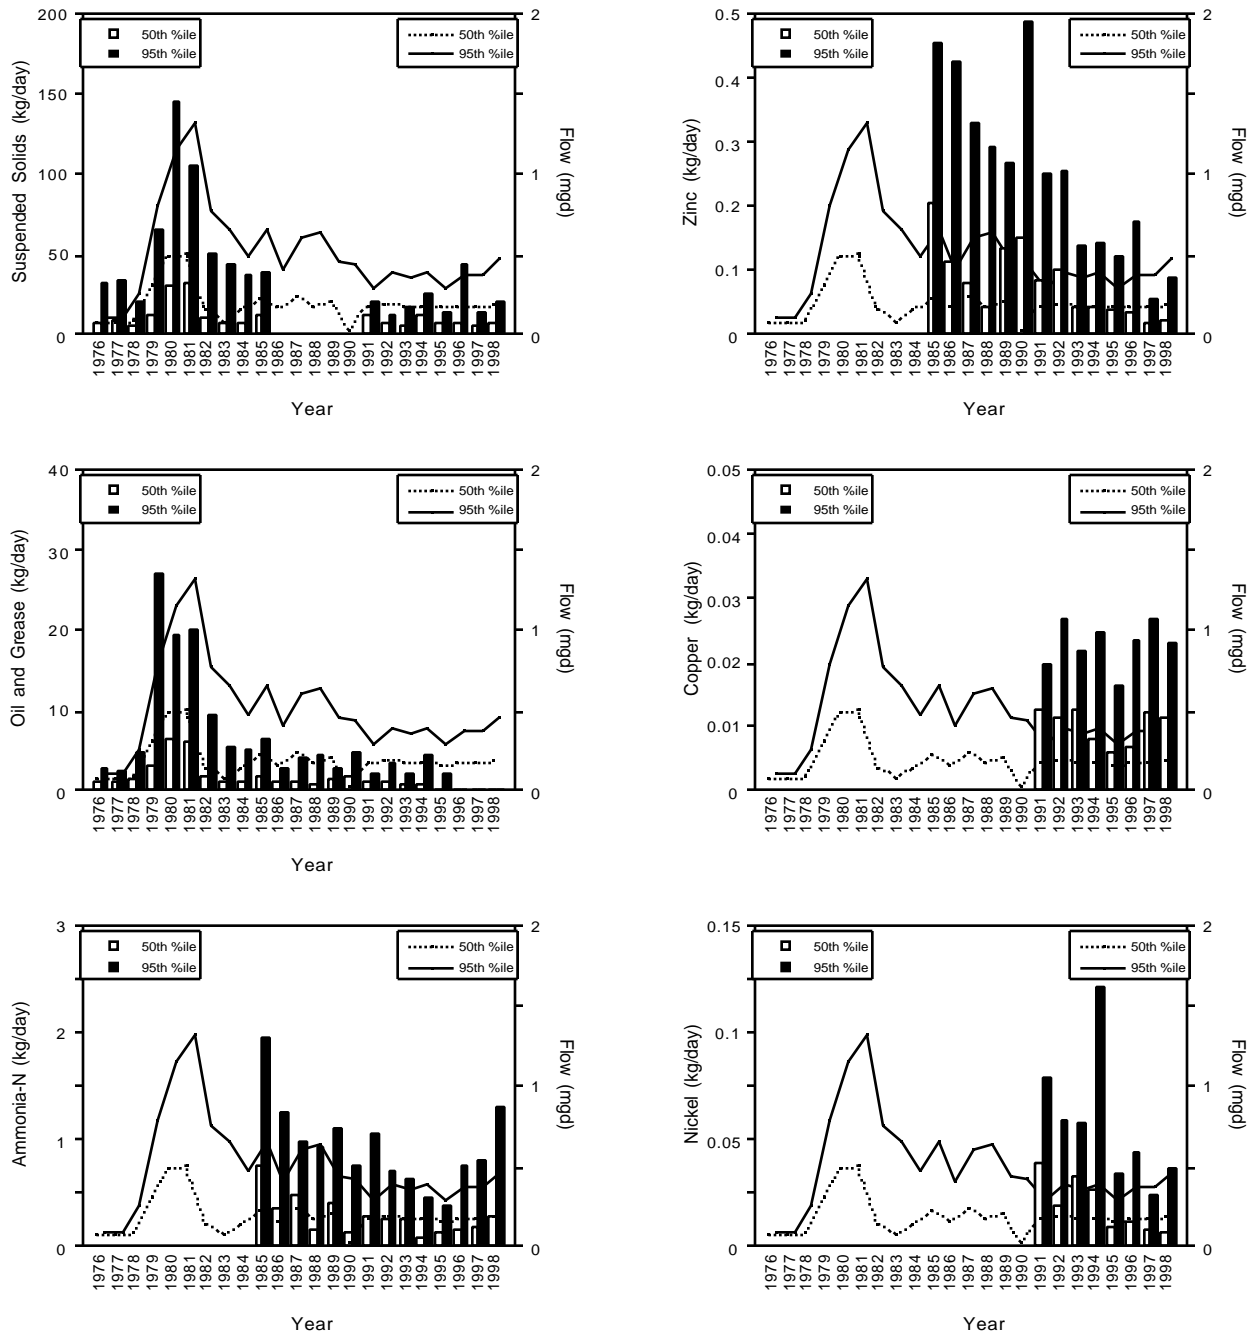 200
150
100
50
0
Suspended Solids (kg/day)
50th %ile
95th %ile
50th %ile
95th %ile
2
1
0
Flow (mgd)
1976 1977 1978 1979 1980 1981 1982 1983 1984 1985 1986 1987 1988 1989 1990 1991 1992 1993 1994 1995 1996 1997 1998
Year
0.5
0.4
0.3
0.2
0.1
0
Zinc (kg/day)
50th %ile
95th %ile
50th %ile
95th %ile
2
1
0
Flow (mgd)
1976 1977 1978 1979 1980 1981 1982 1983 1984 1985 1986 1987 1988 1989 1990 1991 1992 1993 1994 1995 1996 1997 1998
Year
40
30
20
10
0
Oil and Grease (kg/day)
50th %ile
95th %ile
50th %ile
95th %ile
2
1
0
Flow (mgd)
1976 1977 1978 1979 1980 1981 1982 1983 1984 1985 1986 1987 1988 1989 1990 1991 1992 1993 1994 1995 1996 1997 1998
Year
0.05
0.04
0.03
0.02
0.01
0
Copper (kg/day)
50th %ile
95th %ile
50th %ile
95th %ile
2
1
0
Flow (mgd)
1976 1977 1978 1979 1980 1981 1982 1983 1984 1985 1986 1987 1988 1989 1990 1991 1992 1993 1994 1995 1996 1997 1998
3
2
1
0
Ammonia-N (kg/day)
50th %ile
95th %ile
50th %ile
95th %ile
2
1
0
Flow (mgd)
1976 1977 1978 1979 1980 1981 1982 1983 1984 1985 1986 1987 1988 1989 1990 1991 1992 1993 1994 1995 1996 1997 1998
Year
0.15
0.1
0.05
0
Nickel (kg/day)
50th %ile
95th %ile
50th %ile
95th %ile
2
1
0
Flow (mgd)
1976 1977 1978 1979 1980 1981 1982 1983 1984 1985 1986 1987 1988 1989 1990 1991 1992 1993 1994 1995 1996 1997 1998
Year